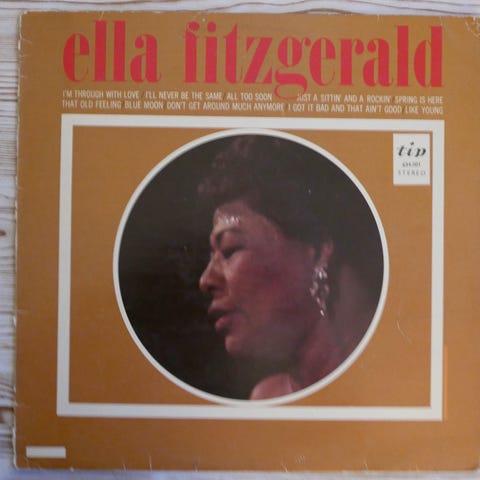 ella fitzgerald
I'M THROUGH WITH LOVE / I'LL NEVER BE THE SAME / ALL TOO SOON JUST A SITTIN' AND A ROCKIN' / SPRING IS HERE
THAT OLD FEELING / BLUE MOON / DON'T GET AROUND MUCH ANYMORE / I GOT IT BAD AND THAT AIN'T GOOD / LIKE YOUNG
tip
STEREO